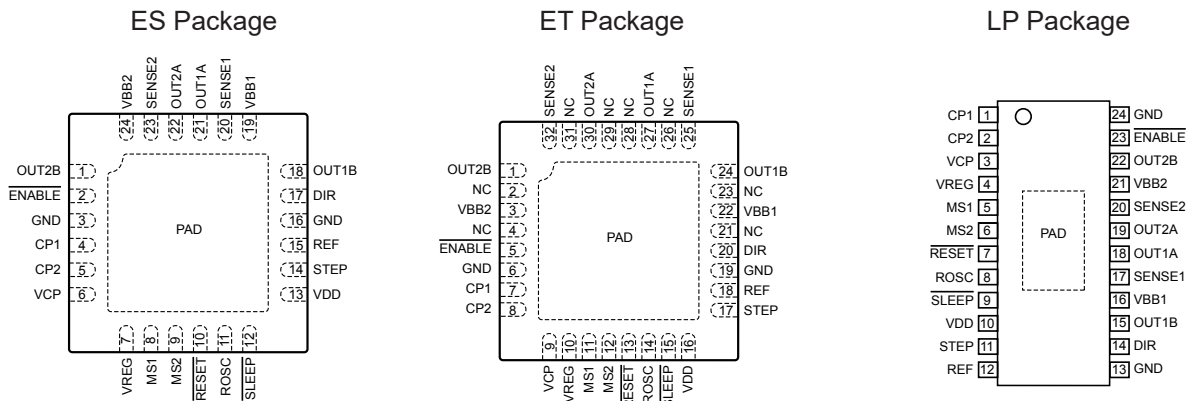 ES Package
ET Package
LP Package
VBB2
SENSE2
OUT2A
OUT1A
SENSE1
VBB1
24
23
22
21
20
19
OUT2B 1
ENABLE 2
GND 3
CP1 4
CP2 5
VCP 6
PAD
18 OUT1B
17 DIR
16 GND
15 REF
14 STEP
13 VDD
7
8
9
10
11
12
VREG
MS1
MS2
RESET
ROSC
SLEEP
SENSE2
NC
OUT2A
NC
NC
OUT1A
NC
SENSE1
32
31
30
29
28
27
26
25
OUT2B 1
NC 2
VBB2 3
NC 4
ENABLE 5
GND 6
CP1 7
CP2 8
PAD
24 OUT1B
23 NC
22 VBB1
21 NC
20 DIR
19 GND
18 REF
17 STEP
9
10
11
12
13
14
15
16
VCP
VREG
MS1
MS2
RESET
ROSC
SLEEP
VDD
CP1 1
CP2 2
VCP 3
VREG 4
MS1 5
MS2 6
RESET 7
ROSC 8
SLEEP 9
VDD 10
STEP 11
REF 12
PAD
24 GND
23 ENABLE
22 OUT2B
21 VBB2
20 SENSE2
19 OUT2A
18 OUT1A
17 SENSE1
16 VBB1
15 OUT1B
14 DIR
13 GND